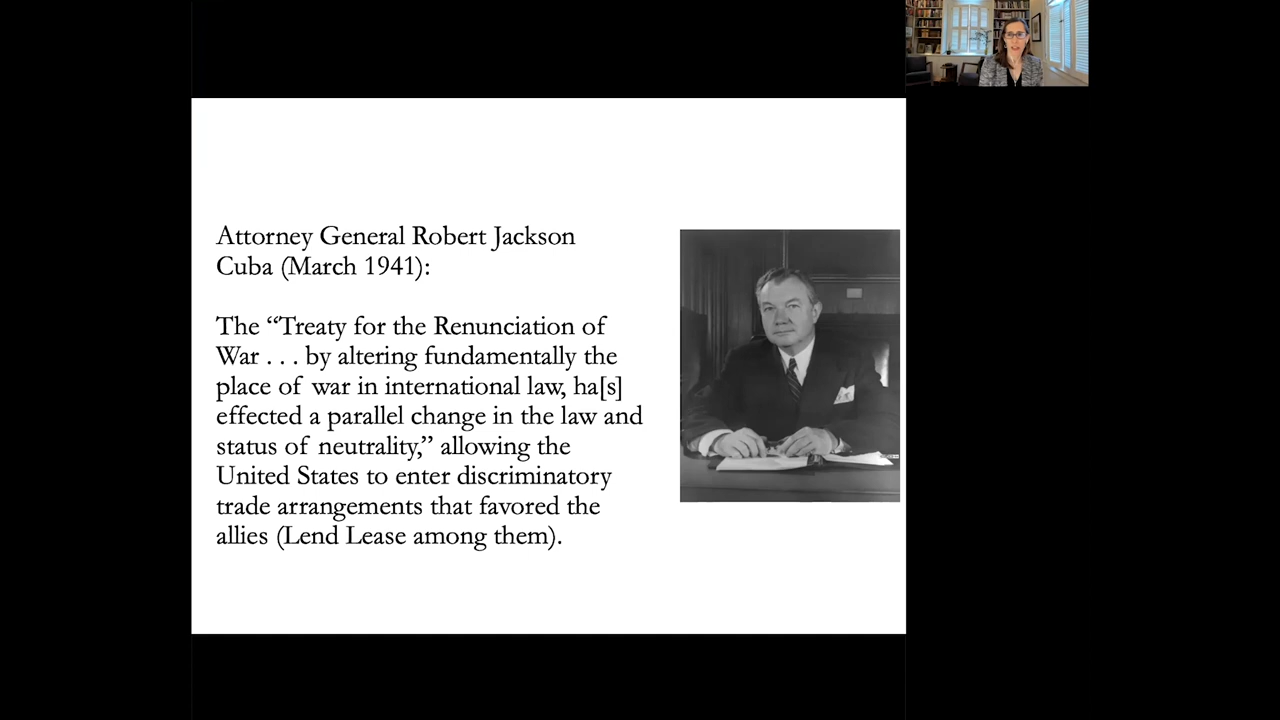 Attorney General Robert Jackson
Cuba (March 1941):
The “Treaty for the Renunciation of
War . . . by altering fundamentally the
place of war in international law, ha[s]
effected a parallel change in the law and
status of neutrality,” allowing the
United States to enter discriminatory
trade arrangements that favored the
allies (Lend Lease among them).